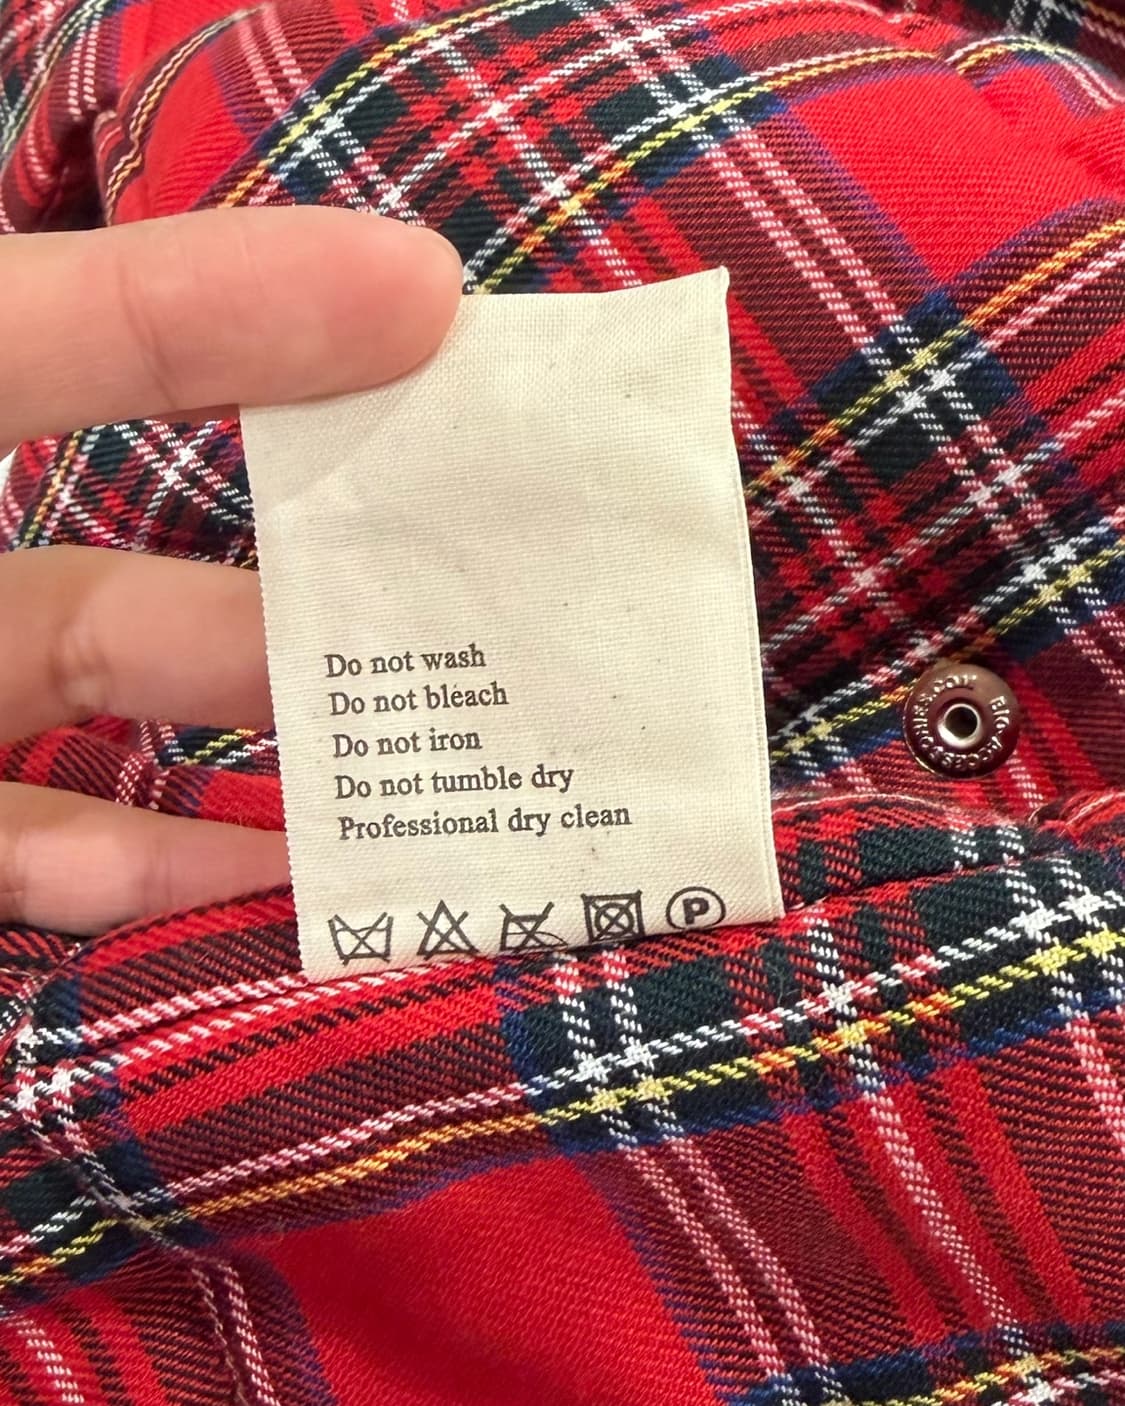 Do not wash
Do not bleach
Do not iron
Do not tumble dry
Professional dry clean
P